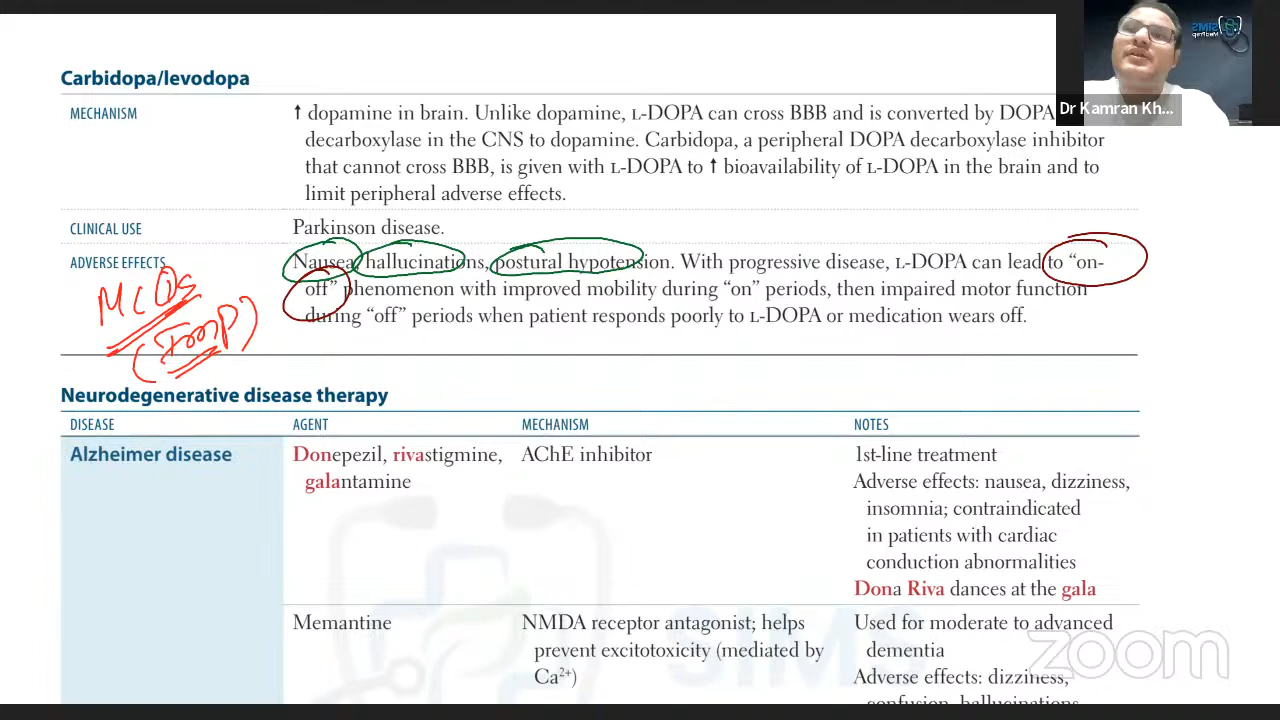 SIMS
MedPrep
Dr Kamran Kh...
Carbidopa/levodopa
MECHANISM
↑ dopamine in brain. Unlike dopamine, L-DOPA can cross BBB and is converted by DOPA
decarboxylase in the CNS to dopamine. Carbidopa, a peripheral DOPA decarboxylase inhibitor
that cannot cross BBB, is given with L-DOPA to ↑ bioavailability of L-DOPA in the brain and to
limit peripheral adverse effects.
CLINICAL USE
Parkinson disease.
ADVERSE EFFECTS
Nausea, hallucinations, postural hypotension. With progressive disease, L-DOPA can lead to “on-
off” phenomenon with improved mobility during “on” periods, then impaired motor function
during “off” periods when patient responds poorly to L-DOPA or medication wears off.
MCQs
(Imp)
Neurodegenerative disease therapy
DISEASE AGENT MECHANISM NOTES
Alzheimer disease
Donepezil, rivastigmine,
galantamine
AChE inhibitor
1st-line treatment
Adverse effects: nausea, dizziness,
insomnia; contraindicated
in patients with cardiac
conduction abnormalities
Dona Riva dances at the gala
Memantine
NMDA receptor antagonist; helps
prevent excitotoxicity (mediated by
Ca²⁺)
Used for moderate to advanced
dementia
Adverse effects: dizziness,
confusion, hallucinations
SIMS
zoom